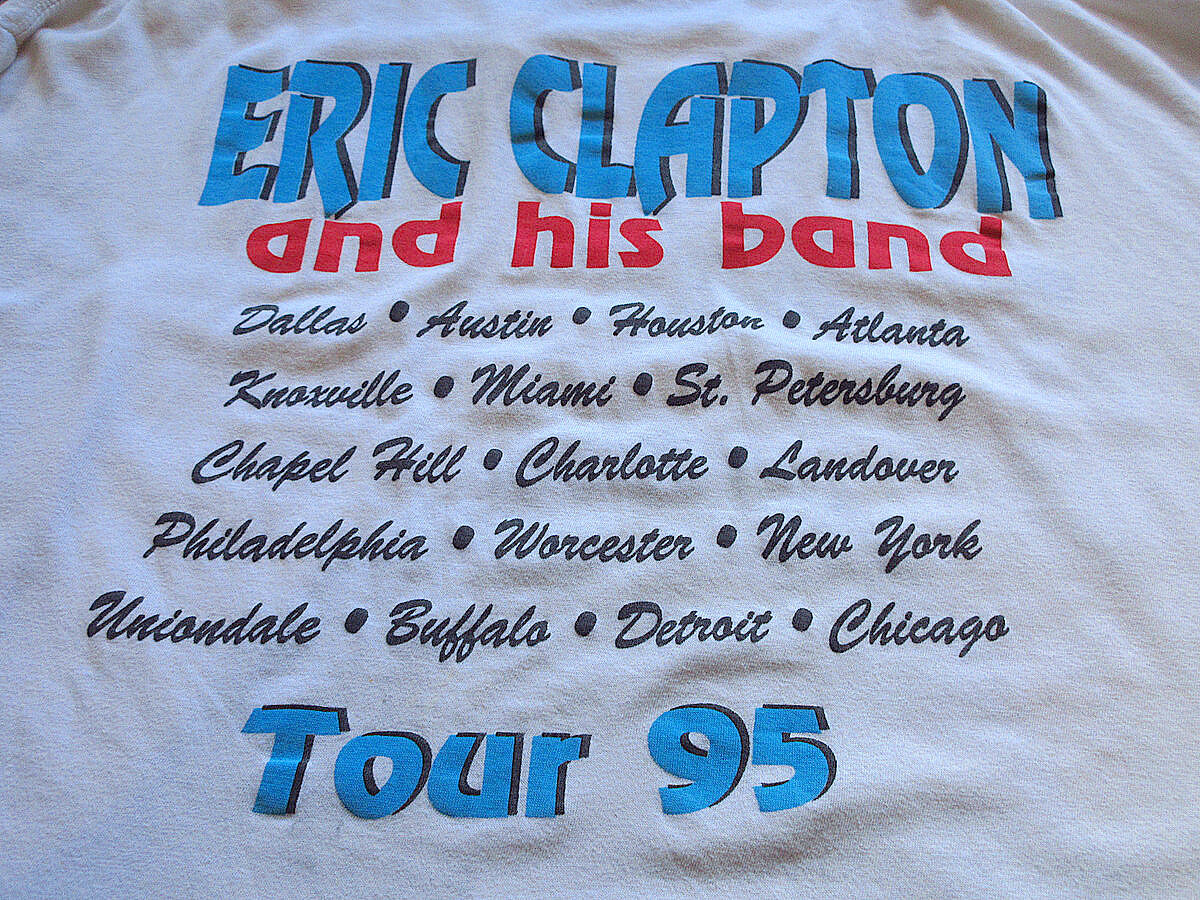 ERIC CLAPTON
and his band
Dallas • Austin • Houston • Atlanta
Knoxville • Miami • St. Petersburg
Chapel Hill • Charlotte • Landover
Philadelphia • Worcester • New York
Uniondale • Buffalo • Detroit • Chicago
Tour 95